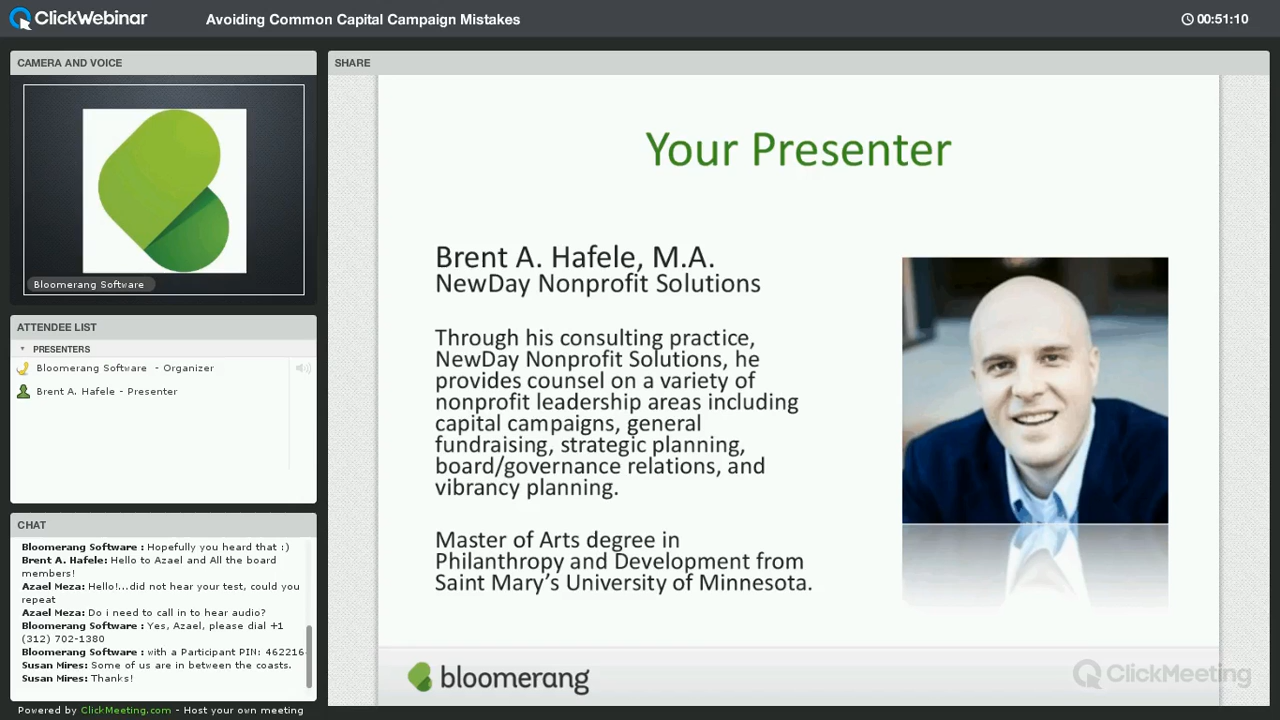 ClickWebinar
Avoiding Common Capital Campaign Mistakes
00:51:10
CAMERA AND VOICE
Bloomerang Software
ATTENDEE LIST
PRESENTERS
Bloomerang Software - Organizer
Brent A. Hafele - Presenter
CHAT
Bloomerang Software : Hopefully you heard that :)
Brent A. Hafele: Hello to Azael and All the board
members!
Azael Meza: Hello!...did not hear your test, could you
repeat
Azael Meza: Do i need to call in to hear audio?
Bloomerang Software : Yes, Azael, please dial +1
(312) 702-1380
Bloomerang Software : with a Participant PIN: 462216
Susan Mires: Some of us are in between the coasts.
Susan Mires: Thanks!
Powered by ClickMeeting.com - Host your own meeting
SHARE
Your Presenter
Brent A. Hafele, M.A.
NewDay Nonprofit Solutions
Through his consulting practice,
NewDay Nonprofit Solutions, he
provides counsel on a variety of
nonprofit leadership areas including
capital campaigns, general
fundraising, strategic planning,
board/governance relations, and
vibrancy planning.
Master of Arts degree in
Philanthropy and Development from
Saint Mary’s University of Minnesota.
bloomerang
ClickMeeting